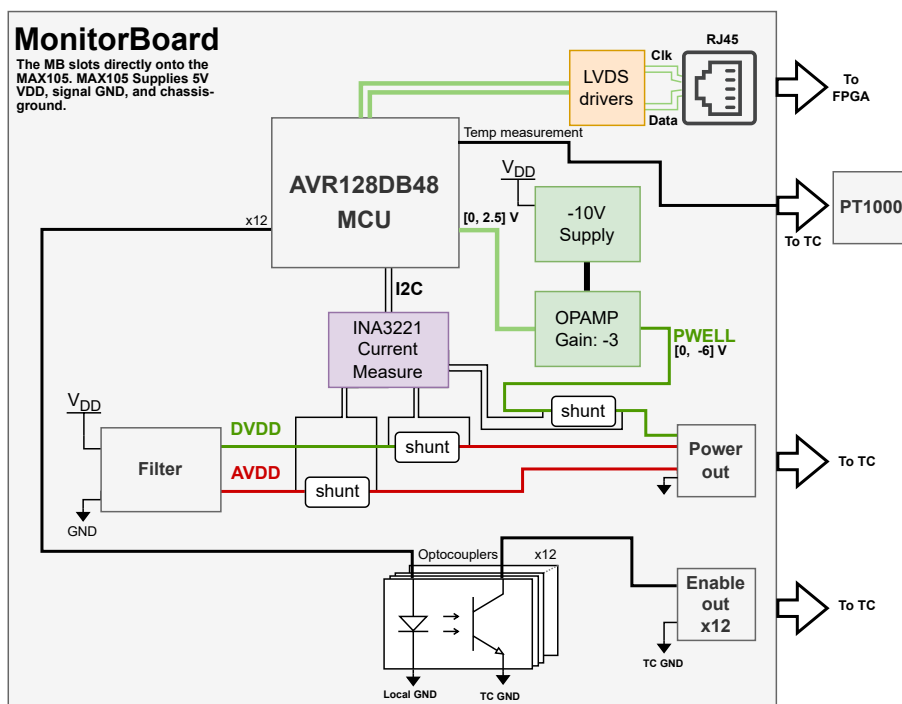 MonitorBoard
The MB slots directly onto the
MAX105. MAX105 Supplies 5V
VDD, signal GND, and chassis-
ground.
LVDS
drivers
Clk
Data
RJ45
To
FPGA
Temp measurement
AVR128DB48
MCU
x12
[0, 2.5] V
VDD
-10V
Supply
PT1000
To TC
I2C
INA3221
Current
Measure
OPAMP
Gain: -3
PWELL
[0, -6] V
shunt
VDD
DVDD
shunt
Filter
AVDD
shunt
GND
Power
out
To TC
Optocouplers
x12
Local GND
TC GND
Enable
out
x12
TC GND
To TC